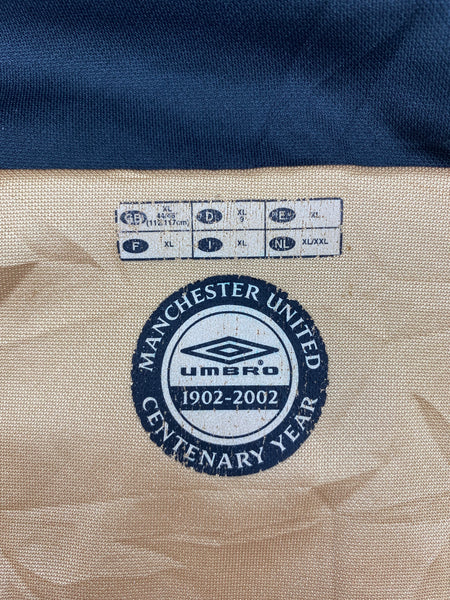 GB XL 44/46" (112/117cm) D XL 9 E XL
F XL I XL NL XL/XXL
MANCHESTER UNITED
UMBRO
1902-2002
CENTENARY YEAR